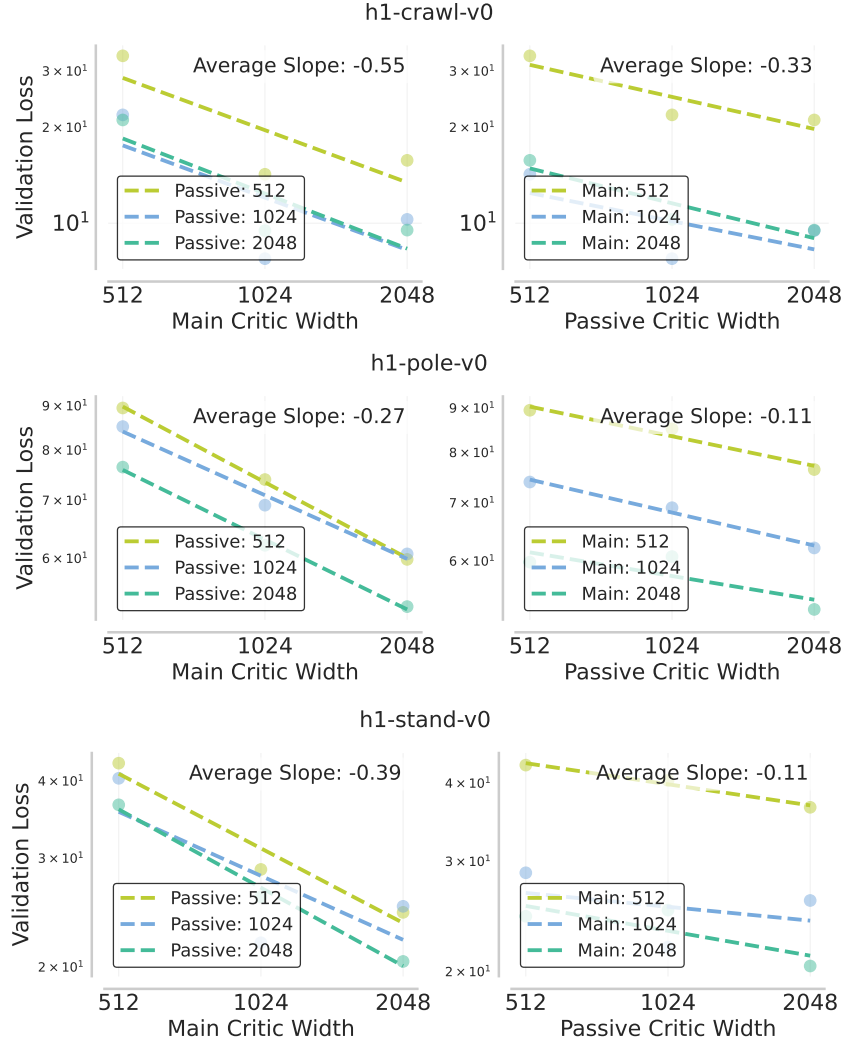 h1-crawl-v0
Validation Loss
3 × 10¹
2 × 10¹
10¹
Average Slope: -0.55
Passive: 512
Passive: 1024
Passive: 2048
512 1024 2048
Main Critic Width
3 × 10¹
2 × 10¹
10¹
Average Slope: -0.33
Main: 512
Main: 1024
Main: 2048
512 1024 2048
Passive Critic Width
h1-pole-v0
Validation Loss
9 × 10¹
8 × 10¹
7 × 10¹
6 × 10¹
Average Slope: -0.27
Passive: 512
Passive: 1024
Passive: 2048
512 1024 2048
Main Critic Width
9 × 10¹
8 × 10¹
7 × 10¹
6 × 10¹
Average Slope: -0.11
Main: 512
Main: 1024
Main: 2048
512 1024 2048
Passive Critic Width
h1-stand-v0
Validation Loss
4 × 10¹
3 × 10¹
2 × 10¹
Average Slope: -0.39
Passive: 512
Passive: 1024
Passive: 2048
512 1024 2048
Main Critic Width
4 × 10¹
3 × 10¹
2 × 10¹
Average Slope: -0.11
Main: 512
Main: 1024
Main: 2048
512 1024 2048
Passive Critic Width